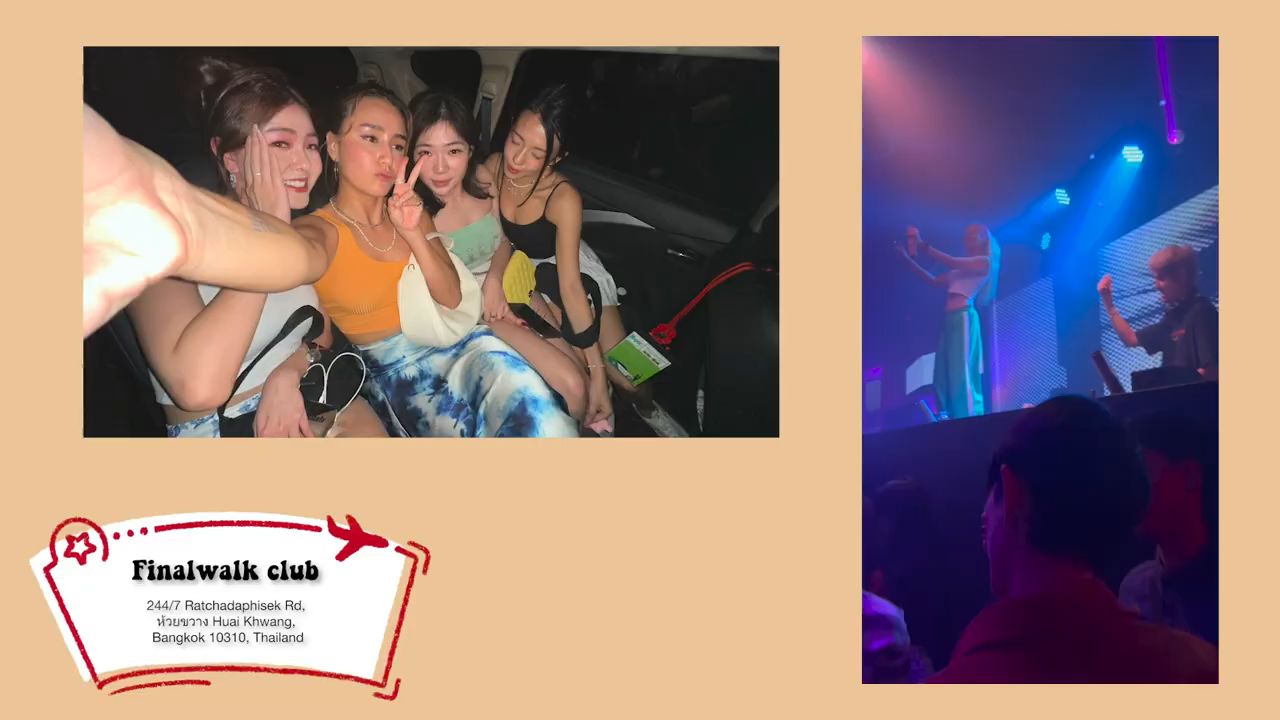 Finalwalk club
244/7 Ratchadaphisek Rd,
ห้วยขวาง Huai Khwang,
Bangkok 10310, Thailand